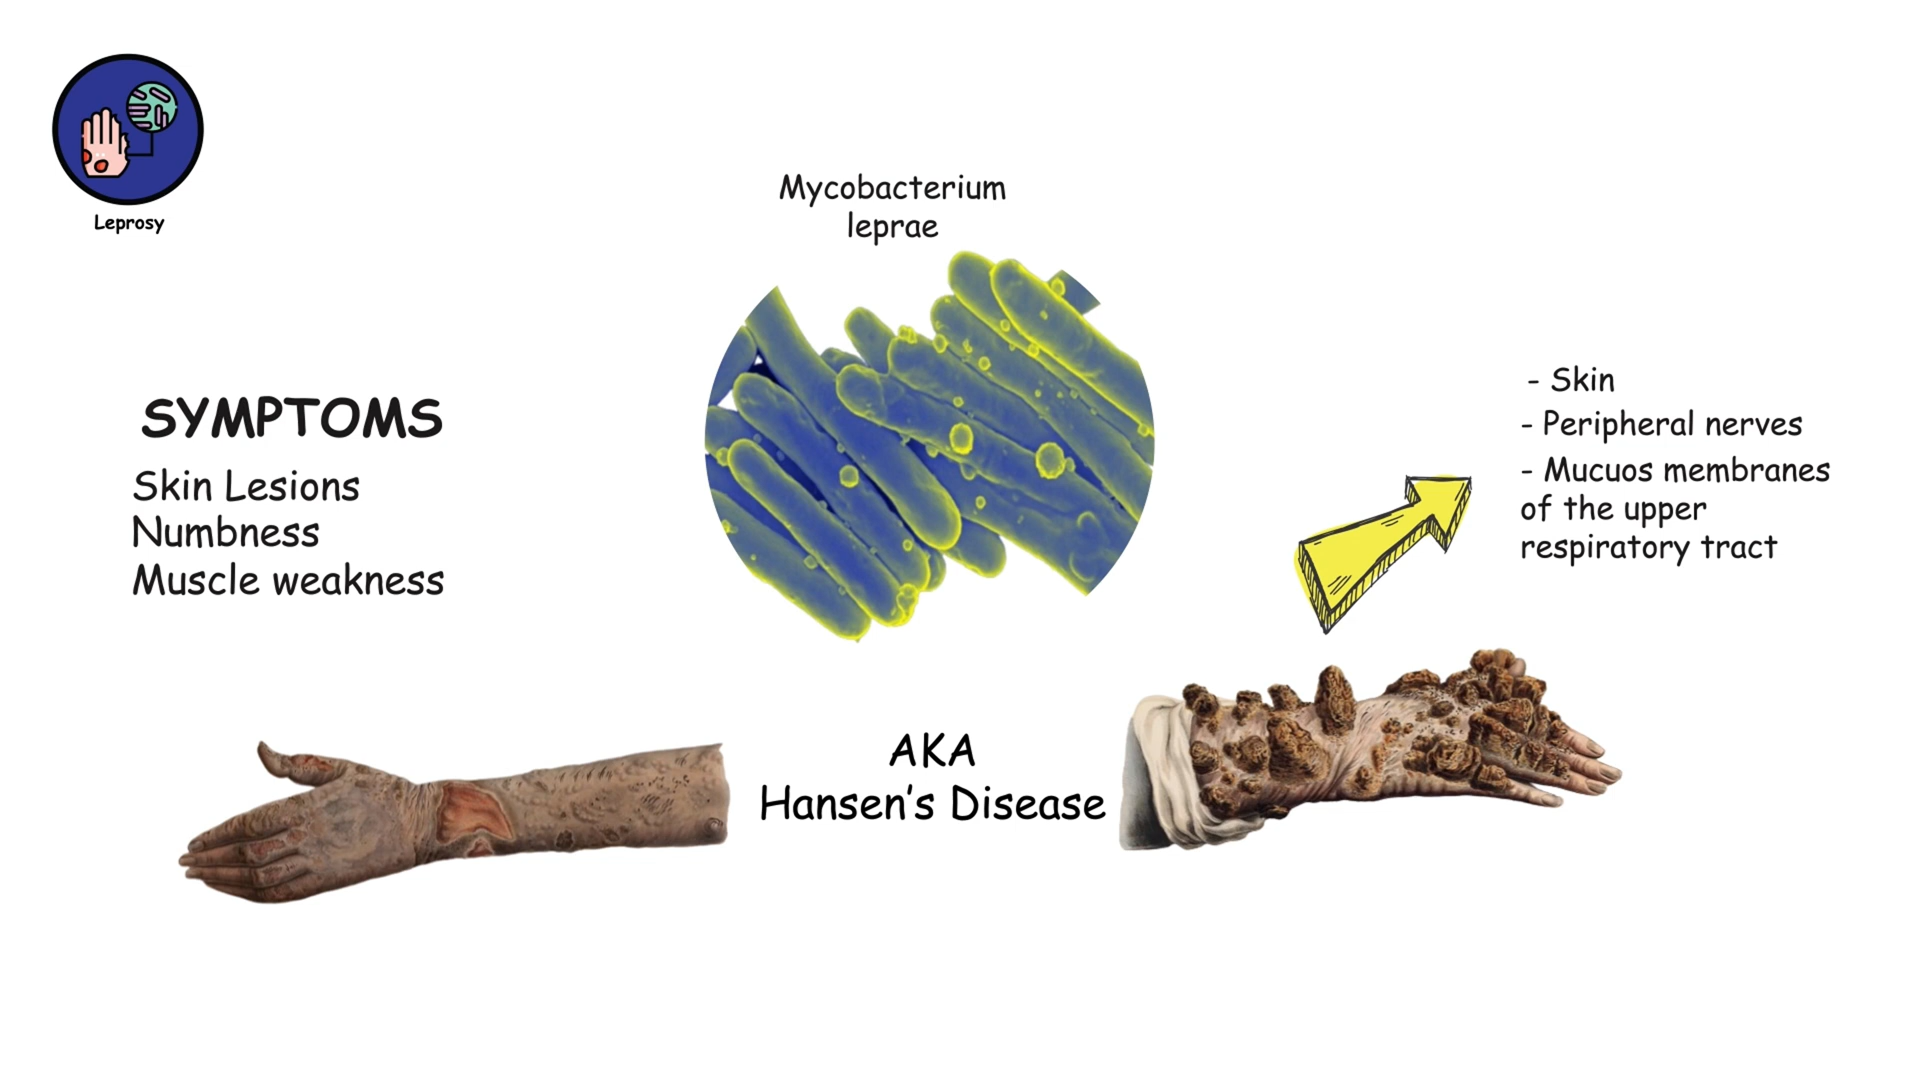 Leprosy
Mycobacterium
leprae
SYMPTOMS
Skin Lesions
Numbness
Muscle weakness
- Skin
- Peripheral nerves
- Mucuos membranes
of the upper
respiratory tract
AKA
Hansen's Disease